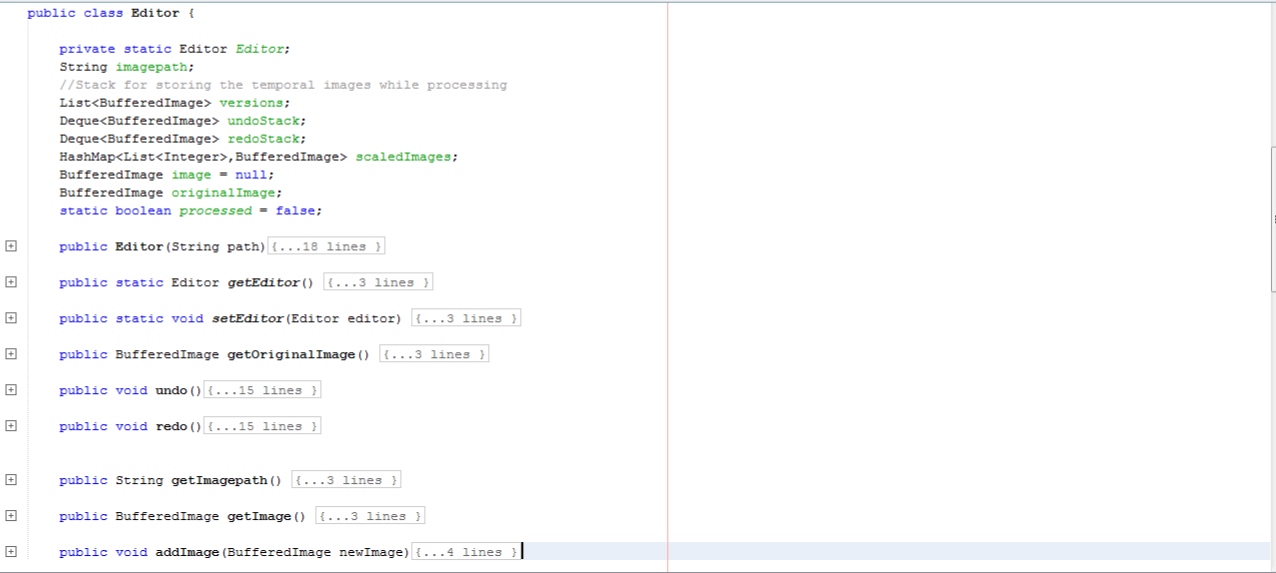 public class Editor {
private static Editor Editor;
String imagepath;
//Stack for storing the temporal images while processing
List<BufferedImage> versions;
Deque<BufferedImage> undoStack;
Deque<BufferedImage> redoStack;
HashMap<List<Integer>,BufferedImage> scaledImages;
BufferedImage image = null;
BufferedImage originalImage;
static boolean processed = false;
public Editor(String path){...18 lines }
public static Editor getEditor() {...3 lines }
public static void setEditor(Editor editor) {...3 lines }
public BufferedImage getOriginalImage() {...3 lines }
public void undo(){...15 lines }
public void redo(){...15 lines }
public String getImagepath() {...3 lines }
public BufferedImage getImage() {...3 lines }
public void addImage(BufferedImage newImage){...4 lines }